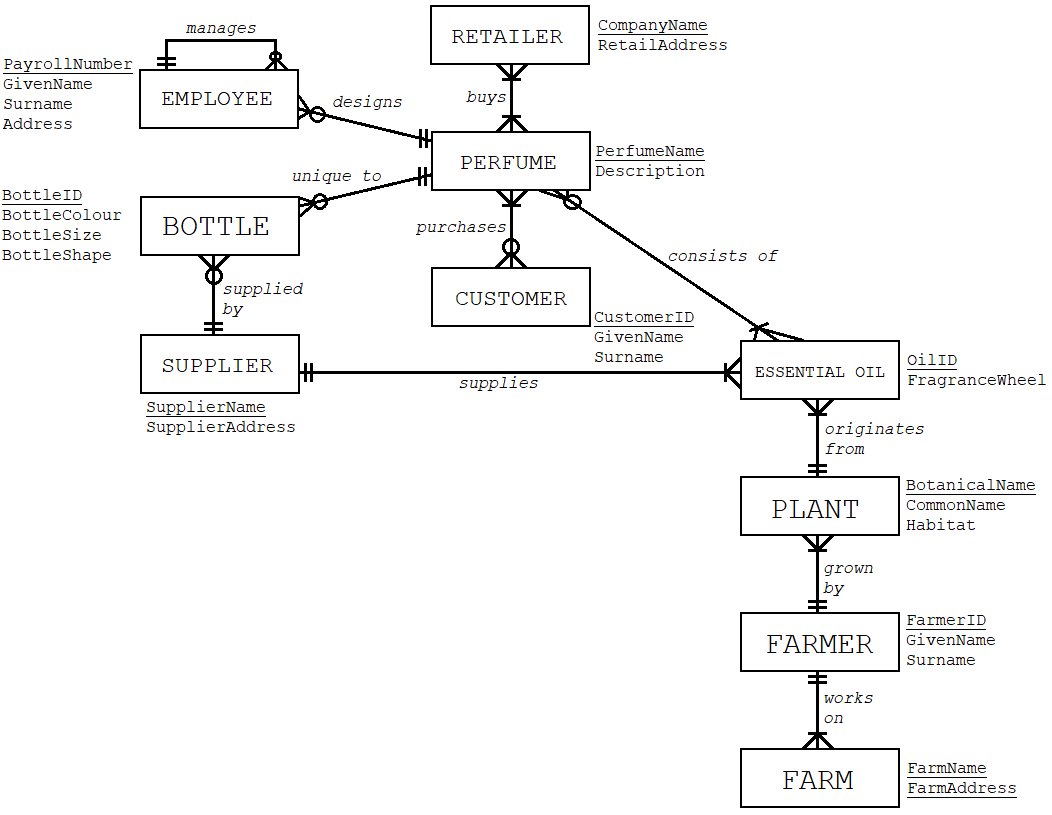 manages
RETAILER
CompanyName
RetailAddress
PayrollNumber
GivenName
Surname
Address
EMPLOYEE
designs
buys
PERFUME
PerfumeName
Description
unique to
BottleID
BottleColour
BottleSize
BottleShape
BOTTLE
purchases
consists of
supplied
by
CUSTOMER
CustomerID
GivenName
Surname
SUPPLIER
supplies
SupplierName
SupplierAddress
ESSENTIAL OIL
OilID
FragranceWheel
originates
from
PLANT
BotanicalName
CommonName
Habitat
grown
by
FARMER
FarmerID
GivenName
Surname
works
on
FARM
FarmName
FarmAddress